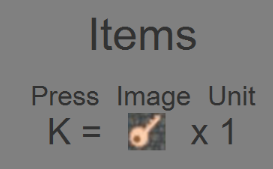 Items
Press Image Unit
K = x 1